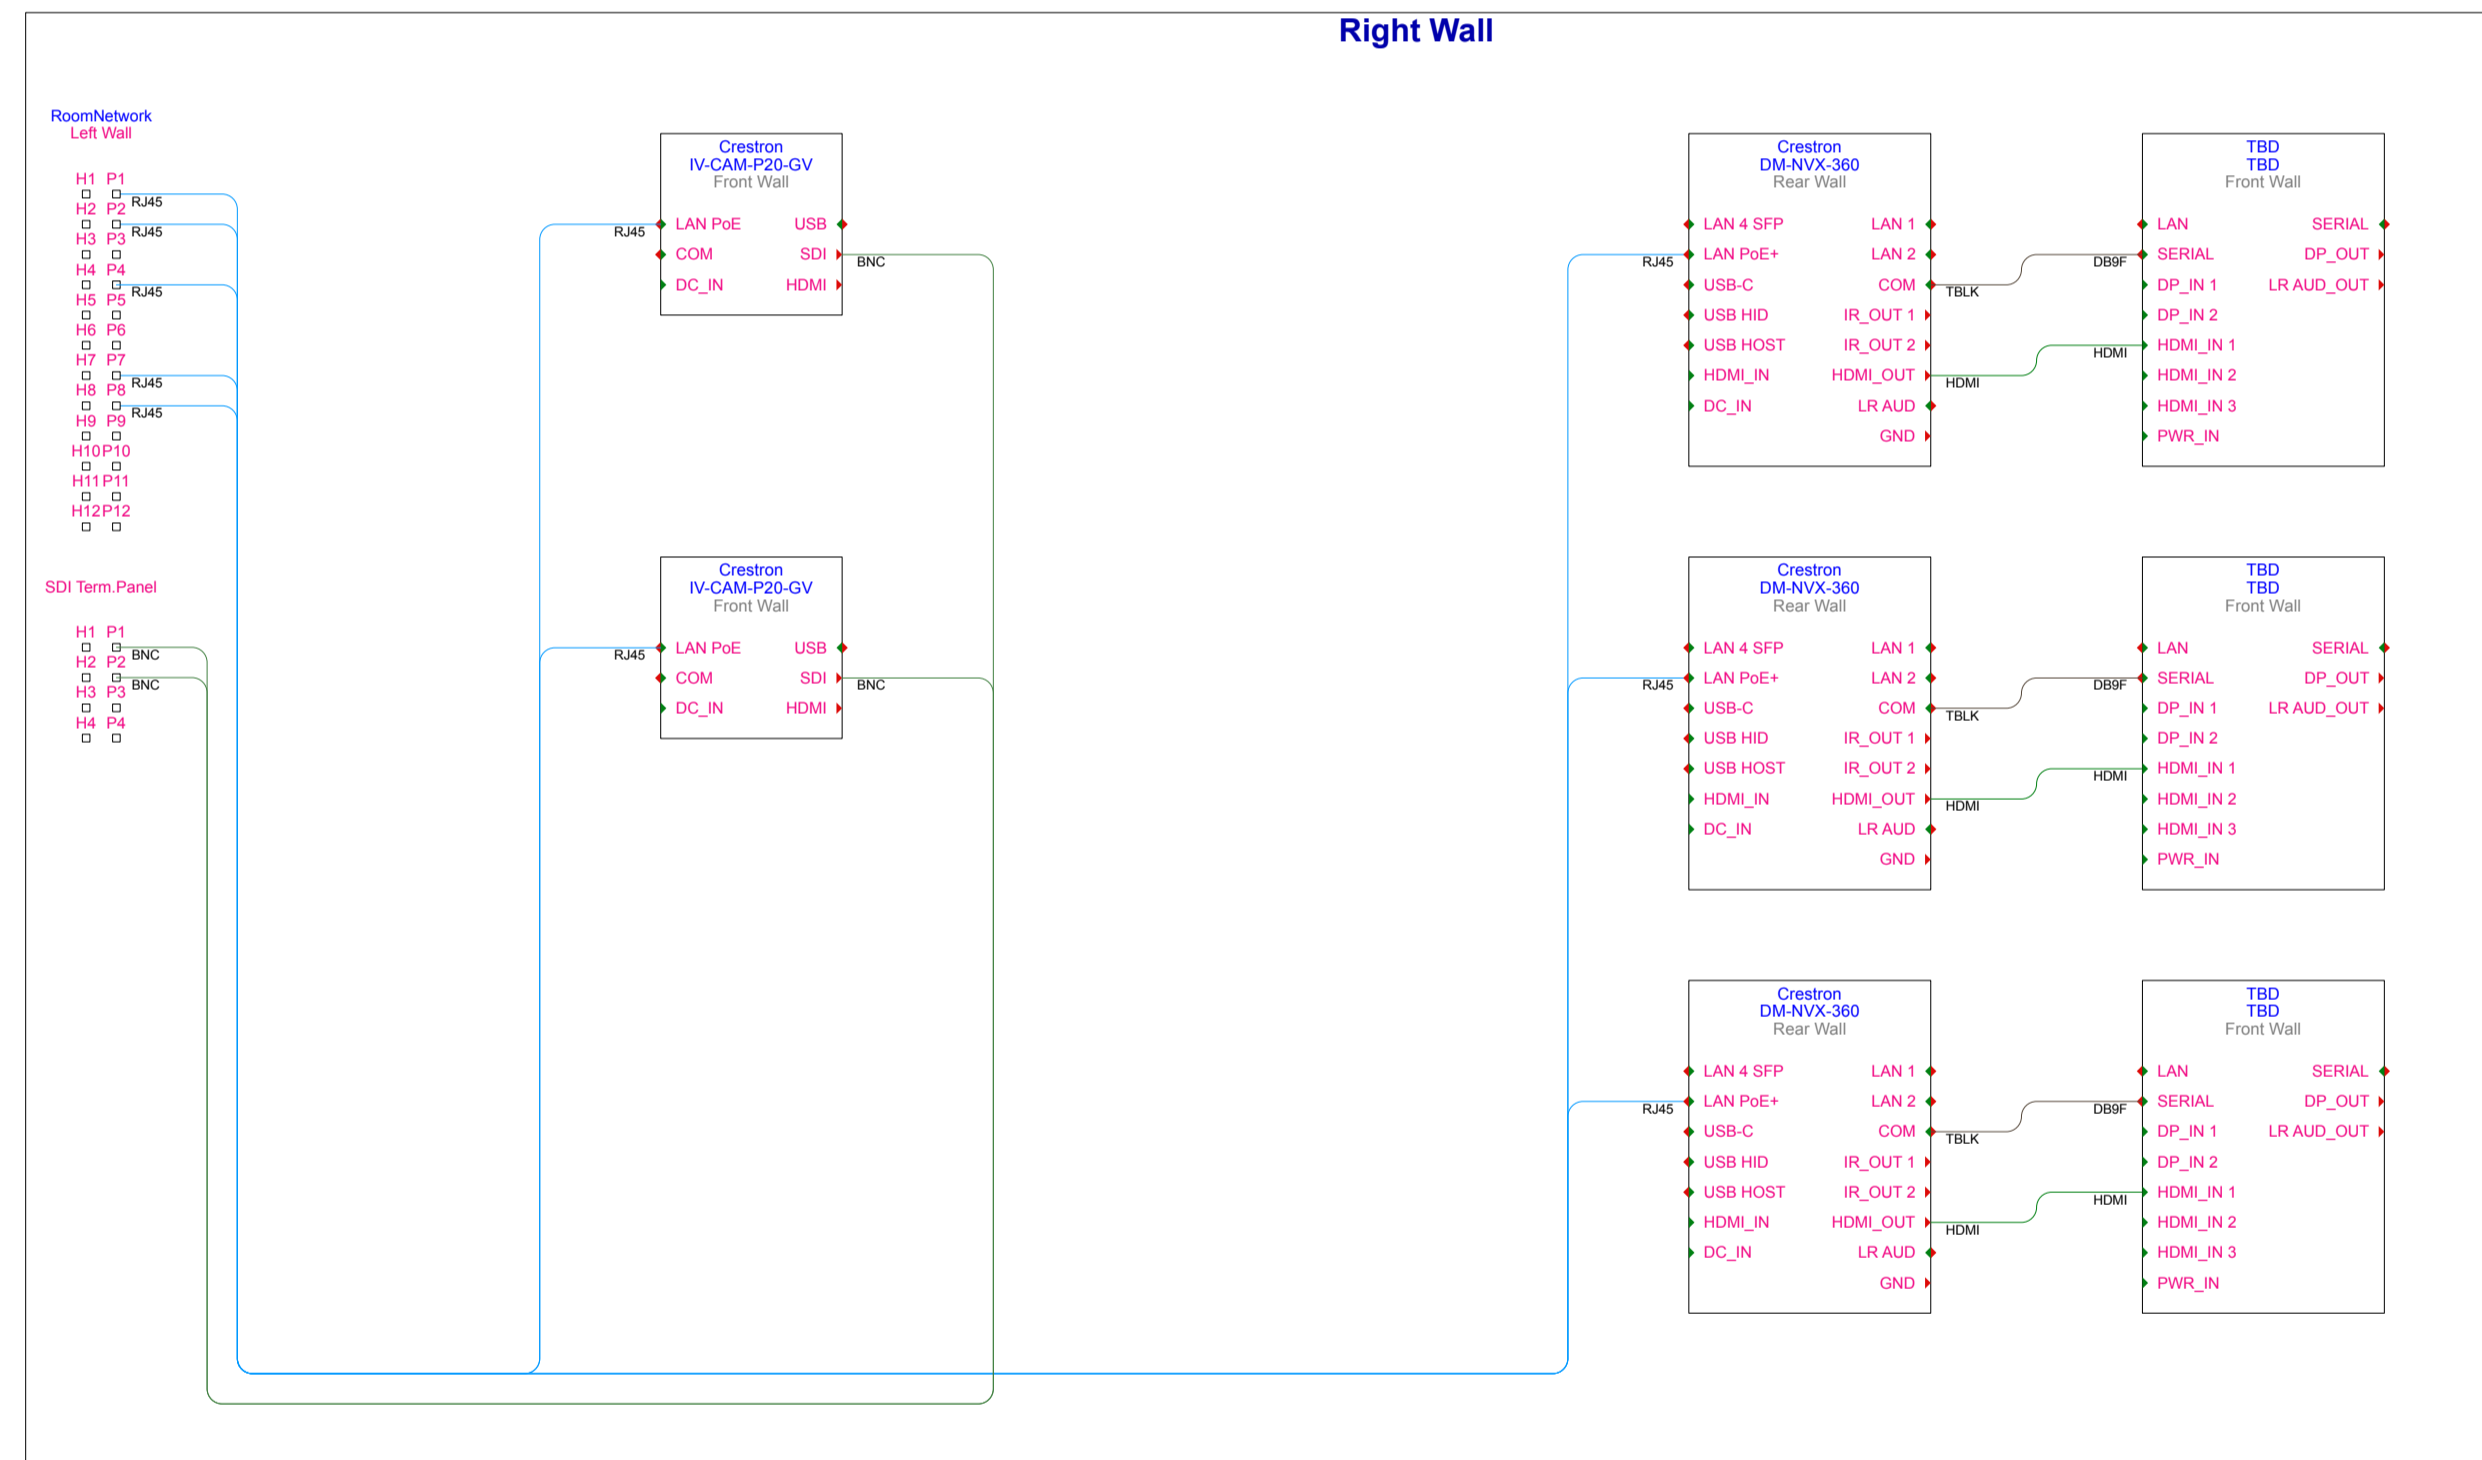 Right Wall
RoomNetwork
Left Wall
H1 P1
RJ45
H2 P2
RJ45
H3 P3
H4 P4
RJ45
H5 P5
H6 P6
H7 P7
RJ45
H8 P8
RJ45
H9 P9
H10 P10
H11 P11
H12 P12
SDI Term.Panel
H1 P1
BNC
H2 P2
BNC
H3 P3
H4 P4
Crestron
IV-CAM-P20-GV
Front Wall
LAN PoE USB
RJ45
COM SDI
BNC
DC_IN HDMI
Crestron
IV-CAM-P20-GV
Front Wall
LAN PoE USB
RJ45
COM SDI
BNC
DC_IN HDMI
Crestron
DM-NVX-360
Rear Wall
LAN 4 SFP LAN 1
LAN PoE+ LAN 2
RJ45
USB-C COM
TBLK
USB HID IR_OUT 1
USB HOST IR_OUT 2
HDMI_IN HDMI_OUT
HDMI
DC_IN LR AUD
GND
TBD
TBD
Front Wall
LAN SERIAL
SERIAL DP_OUT
DB9F
DP_IN 1 LR AUD_OUT
DP_IN 2
HDMI_IN 1
HDMI
HDMI_IN 2
HDMI_IN 3
PWR_IN
Crestron
DM-NVX-360
Rear Wall
LAN 4 SFP LAN 1
LAN PoE+ LAN 2
RJ45
USB-C COM
TBLK
USB HID IR_OUT 1
USB HOST IR_OUT 2
HDMI_IN HDMI_OUT
HDMI
DC_IN LR AUD
GND
TBD
TBD
Front Wall
LAN SERIAL
SERIAL DP_OUT
DB9F
DP_IN 1 LR AUD_OUT
DP_IN 2
HDMI_IN 1
HDMI
HDMI_IN 2
HDMI_IN 3
PWR_IN
Crestron
DM-NVX-360
Rear Wall
LAN 4 SFP LAN 1
LAN PoE+ LAN 2
RJ45
USB-C COM
TBLK
USB HID IR_OUT 1
USB HOST IR_OUT 2
HDMI_IN HDMI_OUT
HDMI
DC_IN LR AUD
GND
TBD
TBD
Front Wall
LAN SERIAL
SERIAL DP_OUT
DB9F
DP_IN 1 LR AUD_OUT
DP_IN 2
HDMI_IN 1
HDMI
HDMI_IN 2
HDMI_IN 3
PWR_IN